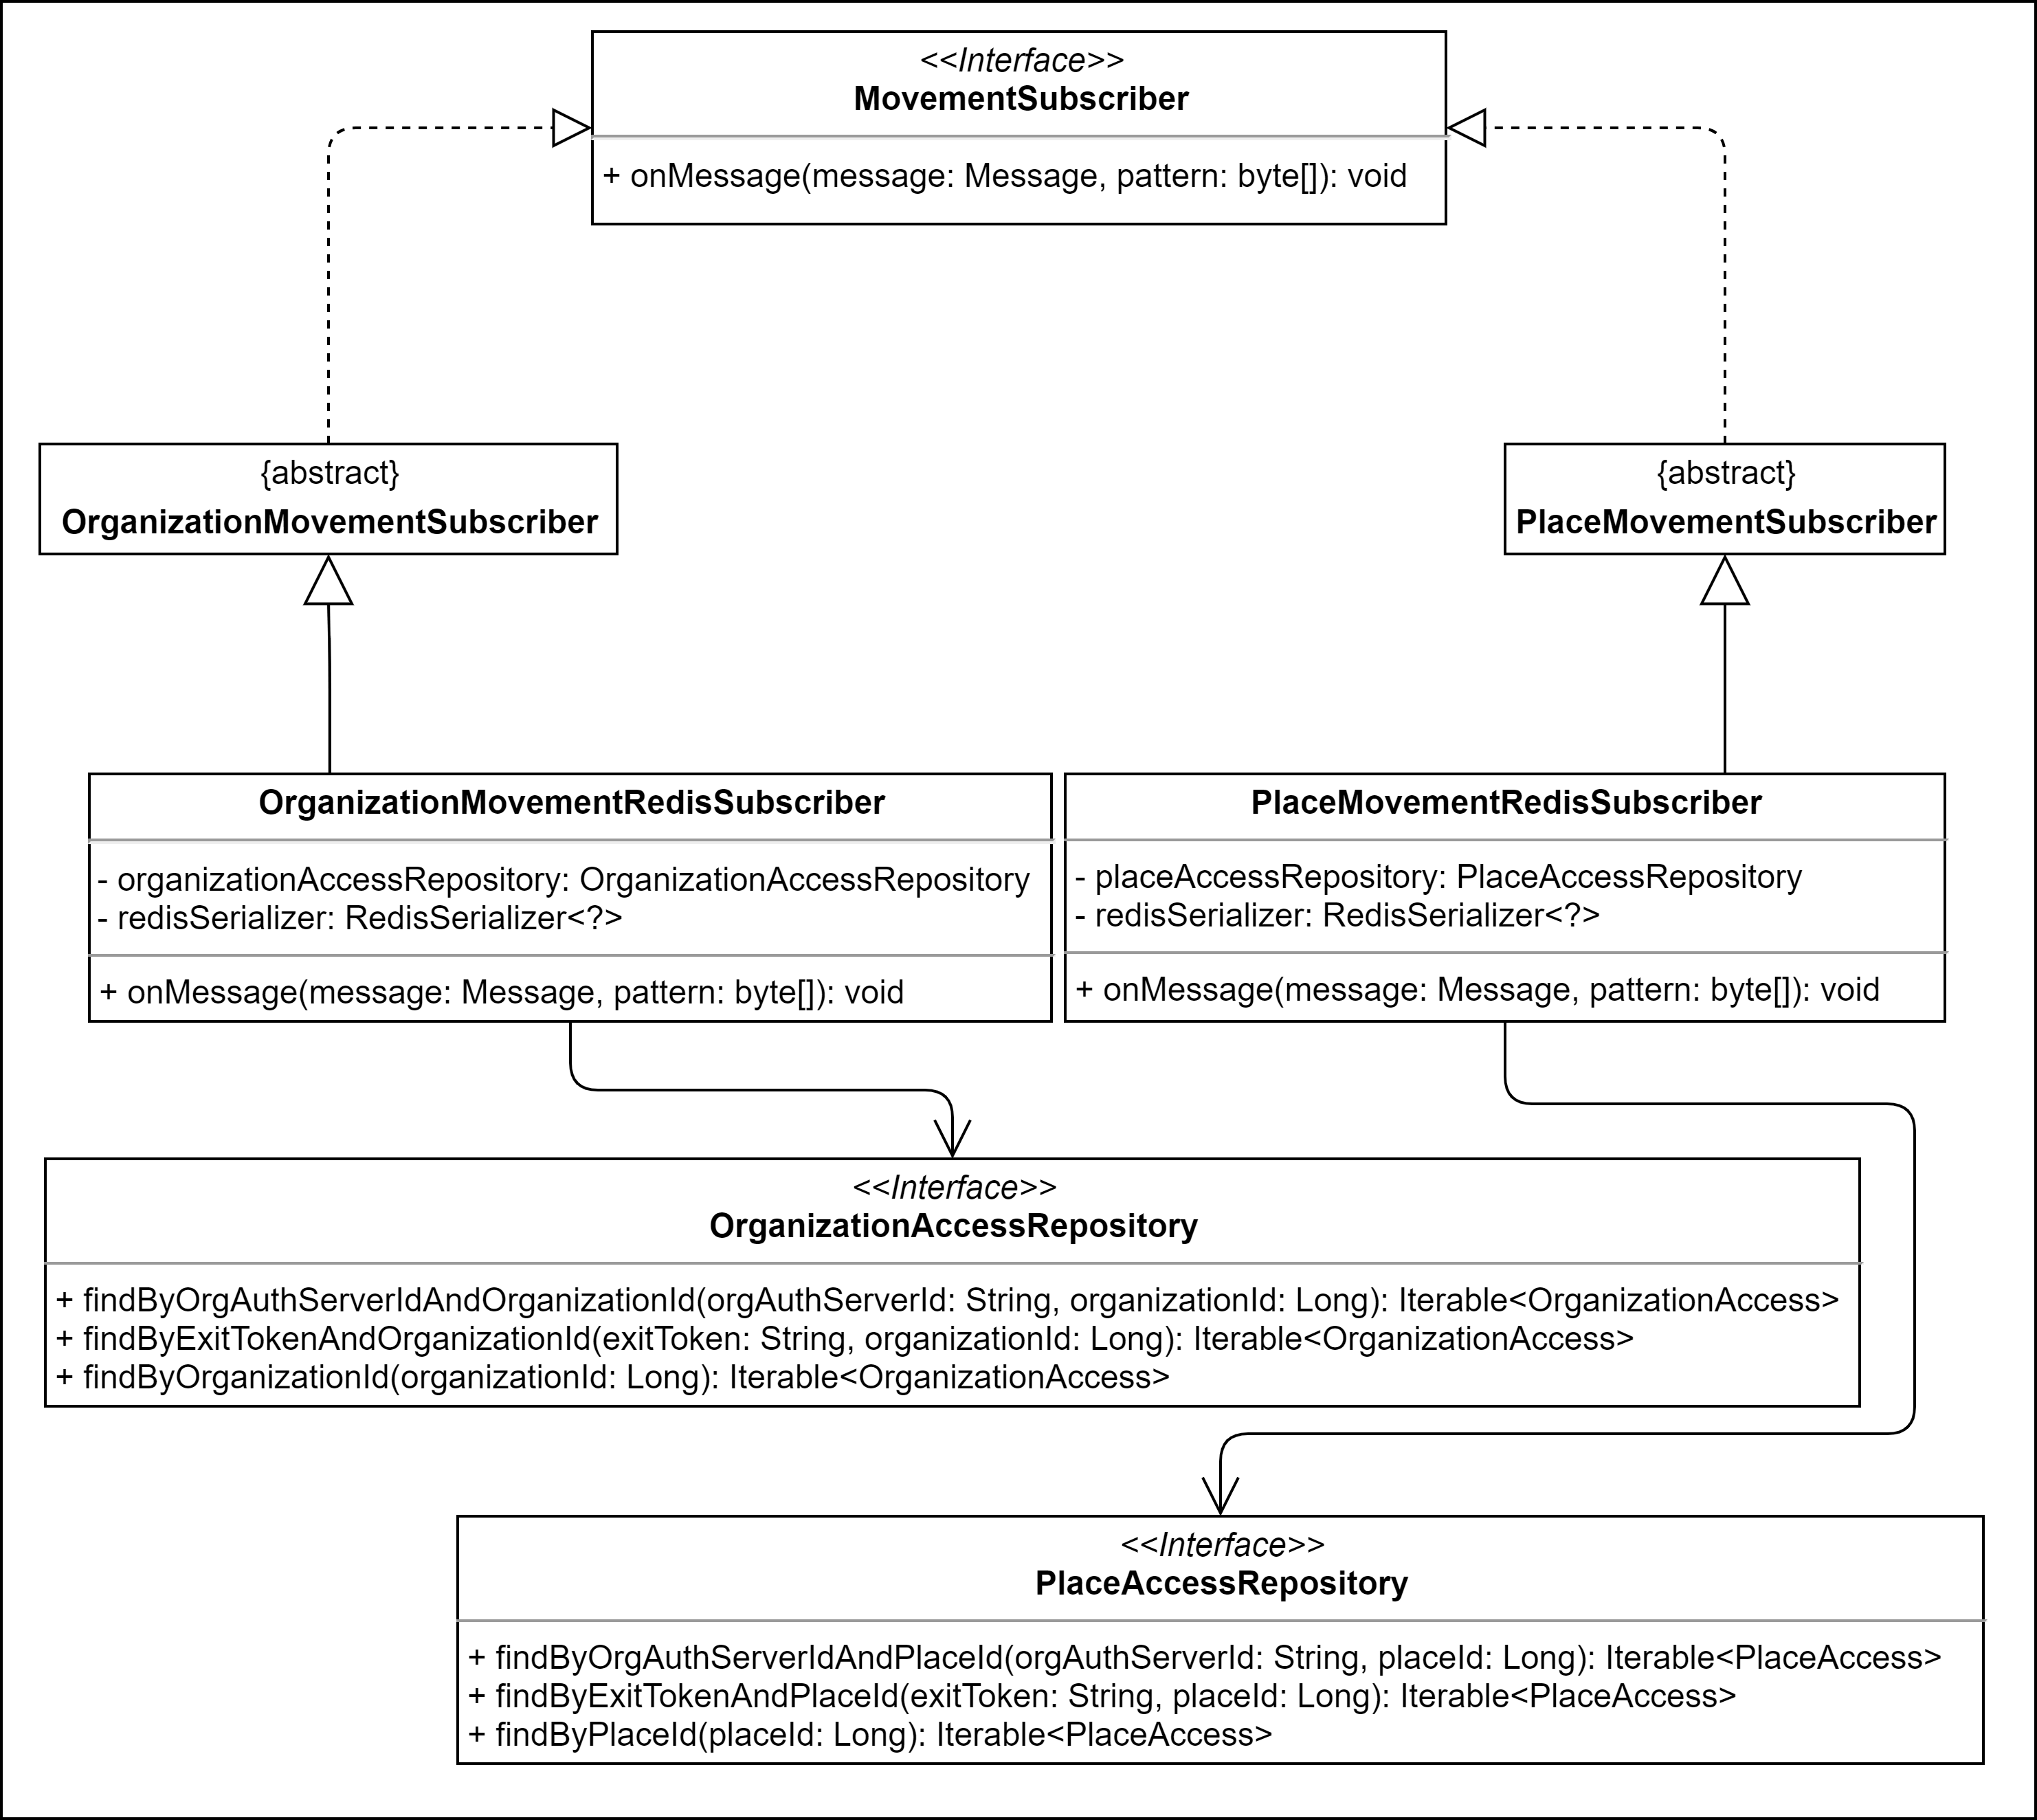 <<Interface>>
MovementSubscriber
+ onMessage(message: Message, pattern: byte[]): void
{abstract}
OrganizationMovementSubscriber
{abstract}
PlaceMovementSubscriber
OrganizationMovementRedisSubscriber
- organizationAccessRepository: OrganizationAccessRepository
- redisSerializer: RedisSerializer<?>
+ onMessage(message: Message, pattern: byte[]): void
PlaceMovementRedisSubscriber
- placeAccessRepository: PlaceAccessRepository
- redisSerializer: RedisSerializer<?>
+ onMessage(message: Message, pattern: byte[]): void
<<Interface>>
OrganizationAccessRepository
+ findByOrgAuthServerIdAndOrganizationId(orgAuthServerId: String, organizationId: Long): Iterable<OrganizationAccess>
+ findByExitTokenAndOrganizationId(exitToken: String, organizationId: Long): Iterable<OrganizationAccess>
+ findByOrganizationId(organizationId: Long): Iterable<OrganizationAccess>
<<Interface>>
PlaceAccessRepository
+ findByOrgAuthServerIdAndPlaceId(orgAuthServerId: String, placeId: Long): Iterable<PlaceAccess>
+ findByExitTokenAndPlaceId(exitToken: String, placeId: Long): Iterable<PlaceAccess>
+ findByPlaceId(placeId: Long): Iterable<PlaceAccess>